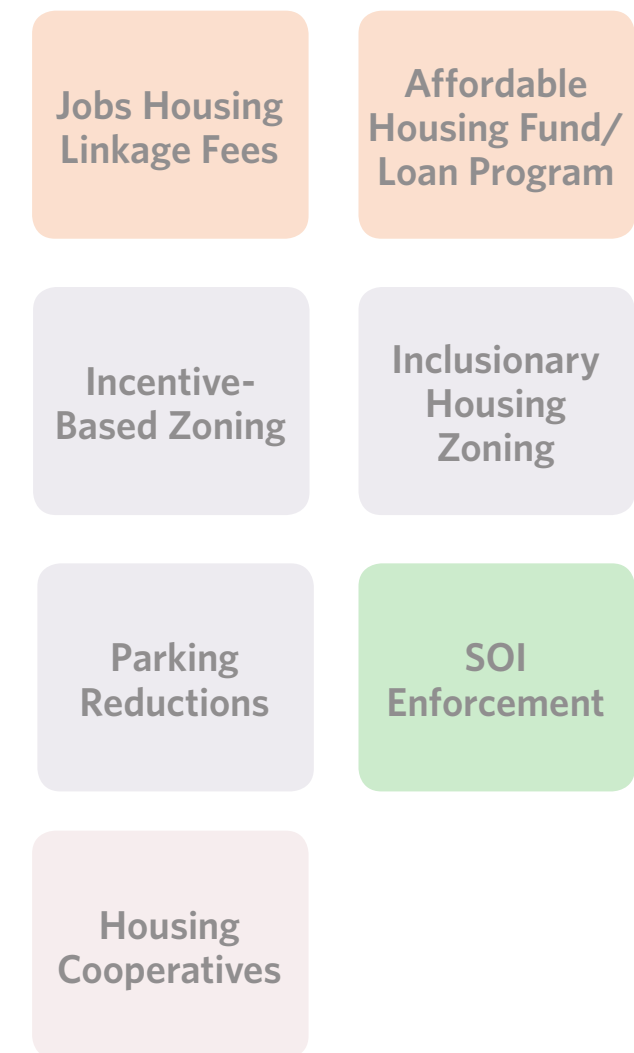 Jobs Housing
Linkage Fees
Affordable
Housing Fund/
Loan Program
Incentive-
Based Zoning
Inclusionary
Housing
Zoning
Parking
Reductions
SOI
Enforcement
Housing
Cooperatives